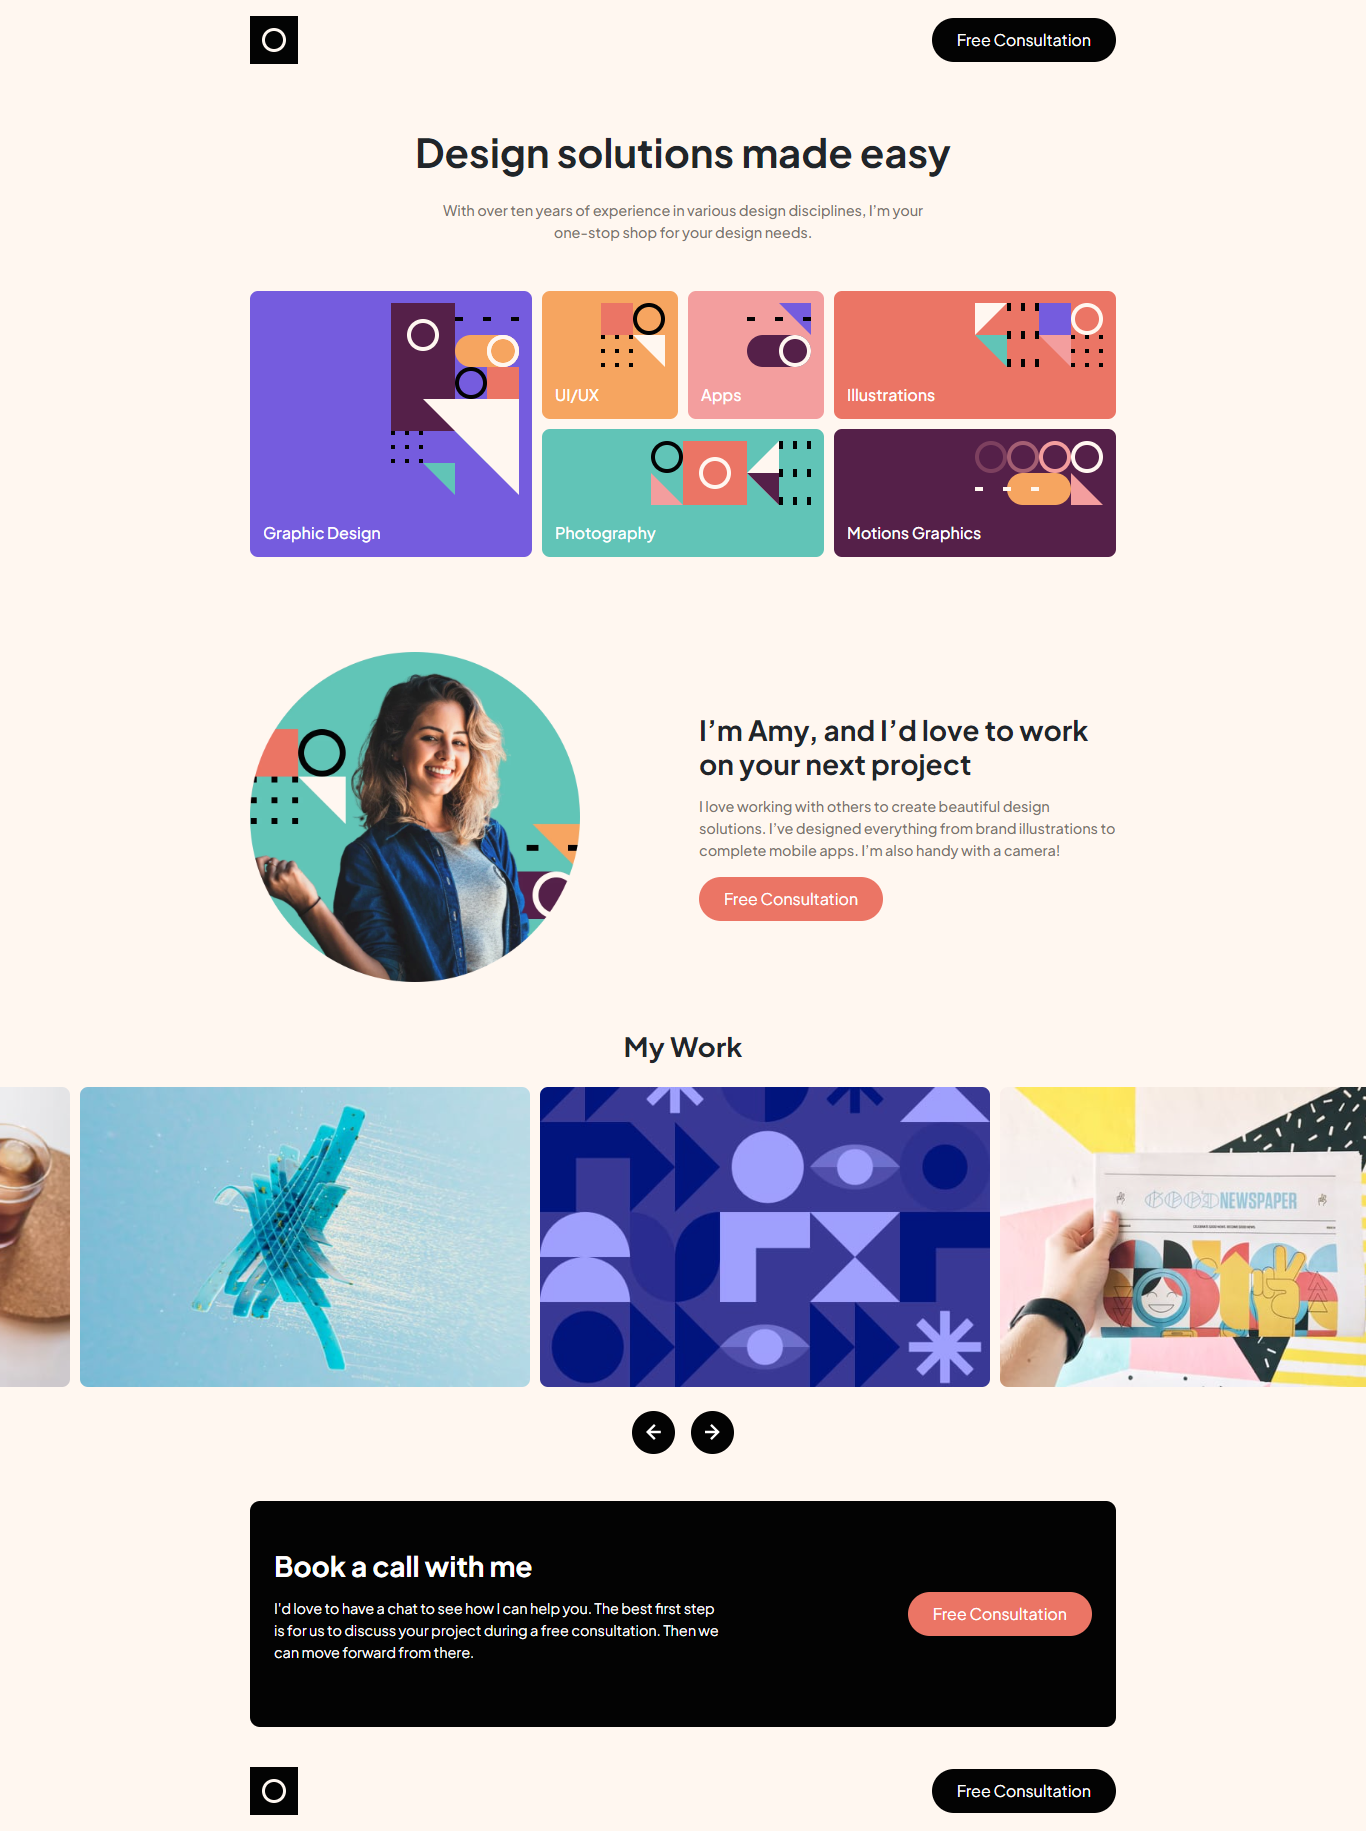 Free Consultation
Design solutions made easy
With over ten years of experience in various design disciplines, I’m your
one-stop shop for your design needs.
Graphic Design
UI/UX
Apps
Illustrations
Photography
Motions Graphics
I’m Amy, and I’d love to work
on your next project
I love working with others to create beautiful design
solutions. I’ve designed everything from brand illustrations to
complete mobile apps. I’m also handy with a camera!
Free Consultation
My Work
NEWSPAPER
Book a call with me
I'd love to have a chat to see how I can help you. The best first step
is for us to discuss your project during a free consultation. Then we
can move forward from there.
Free Consultation
Free Consultation